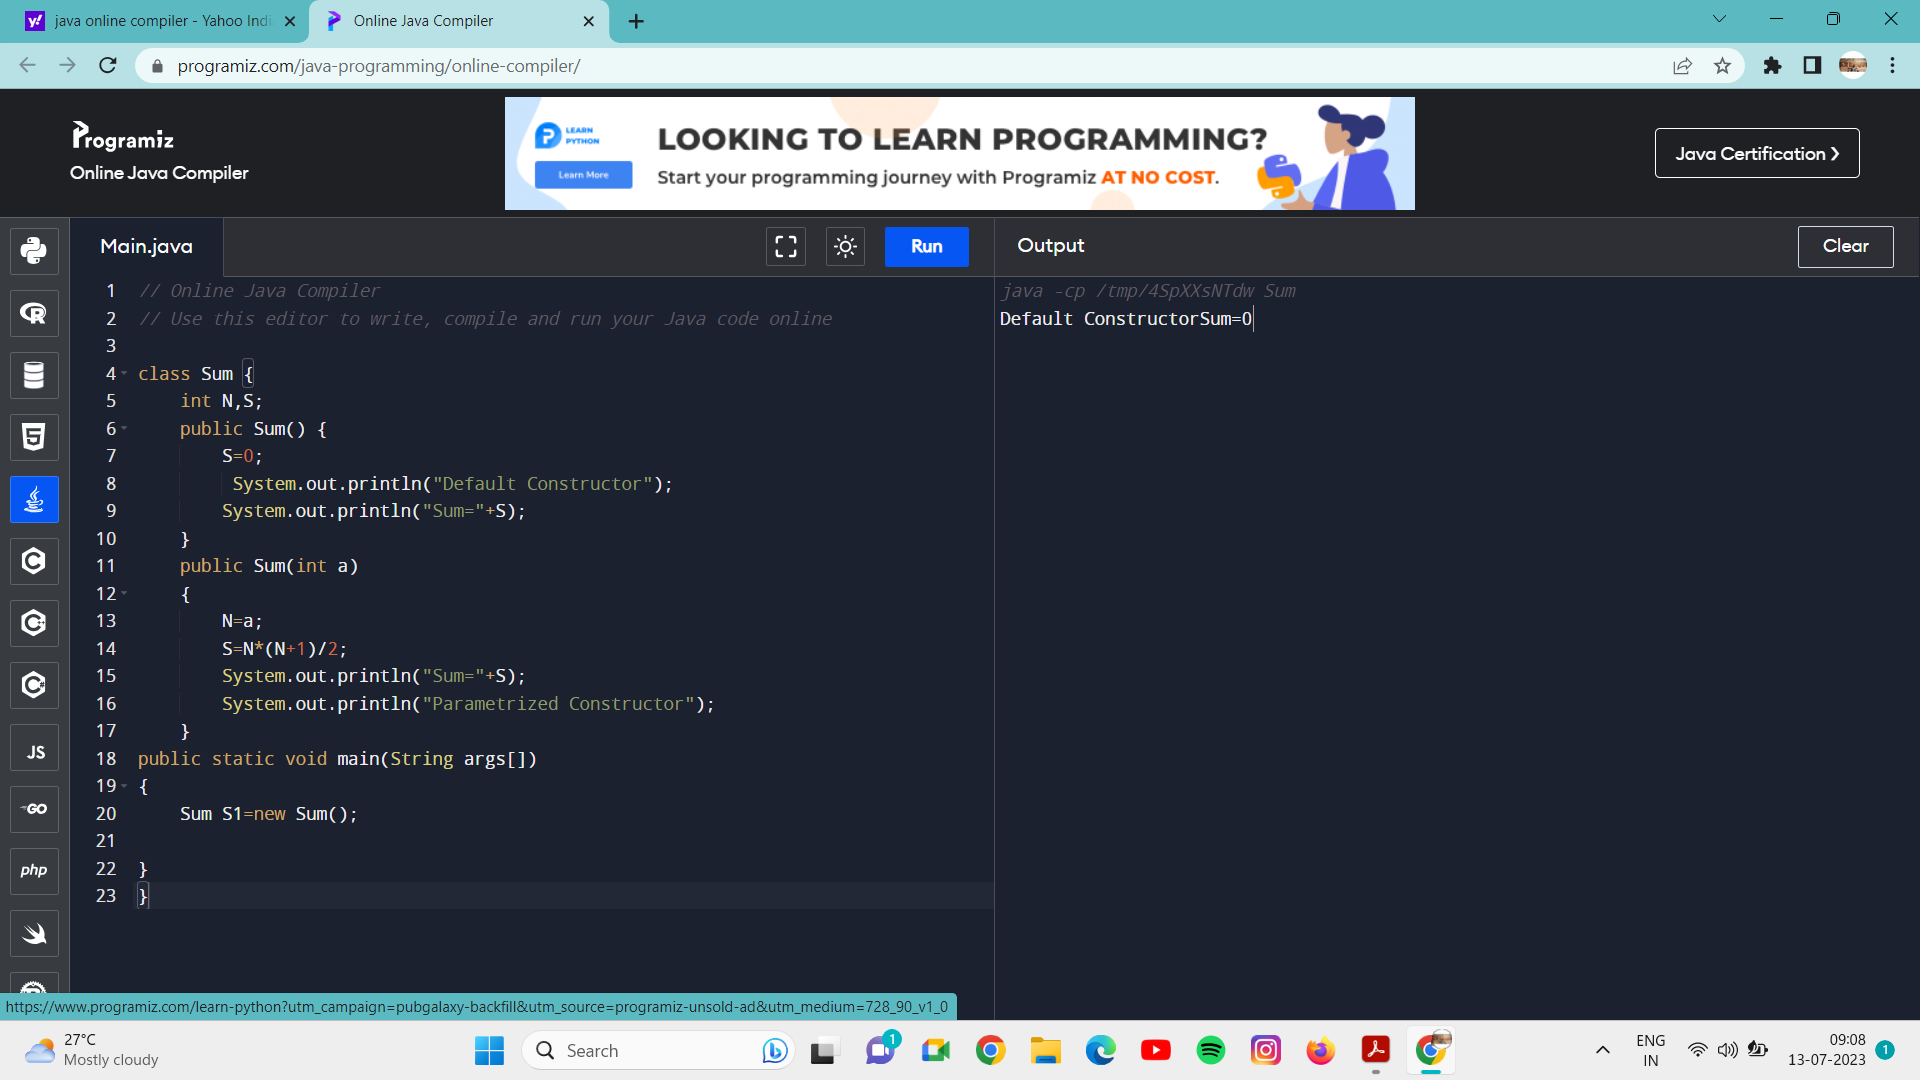 java online compiler - Yahoo Indi
Online Java Compiler
programiz.com/java-programming/online-compiler/
Programiz
Online Java Compiler
LEARN
PYTHON
Learn More
LOOKING TO LEARN PROGRAMMING?
Start your programming journey with Programiz AT NO COST.
Java Certification ❯
Main.java
Run
Output
Clear
1 // Online Java Compiler
2 // Use this editor to write, compile and run your Java code online
3
4 class Sum {
5 int N,S;
6 public Sum() {
7 S=0;
8 System.out.println("Default Constructor");
9 System.out.println("Sum="+S);
10 }
11 public Sum(int a)
12 {
13 N=a;
14 S=N*(N+1)/2;
15 System.out.println("Sum="+S);
16 System.out.println("Parametrized Constructor");
17 }
18 public static void main(String args[])
19 {
20 Sum S1=new Sum();
21
22 }
23 }
java -cp /tmp/4SpXXsNTdw Sum
Default ConstructorSum=0
JS
GO
php
https://www.programiz.com/learn-python?utm_campaign=pubgalaxy-backfill&utm_source=programiz-unsold-ad&utm_medium=728_90_v1_0
27°C
Mostly cloudy
Search
1
ENG
IN
09:08
13-07-2023
1